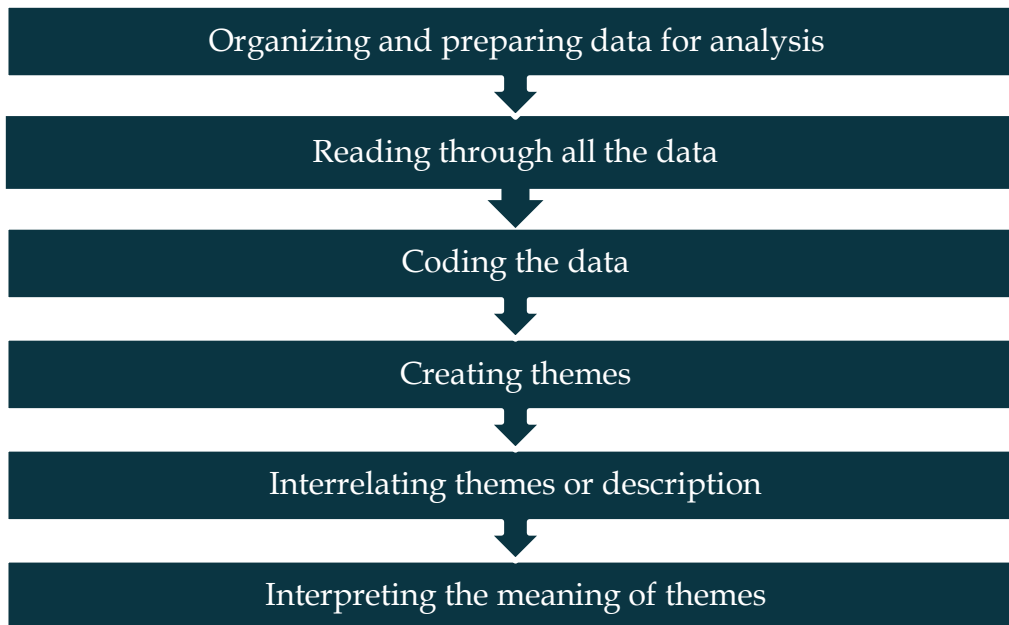 Organizing and preparing data for analysis
Reading through all the data
Coding the data
Creating themes
Interrelating themes or description
Interpreting the meaning of themes